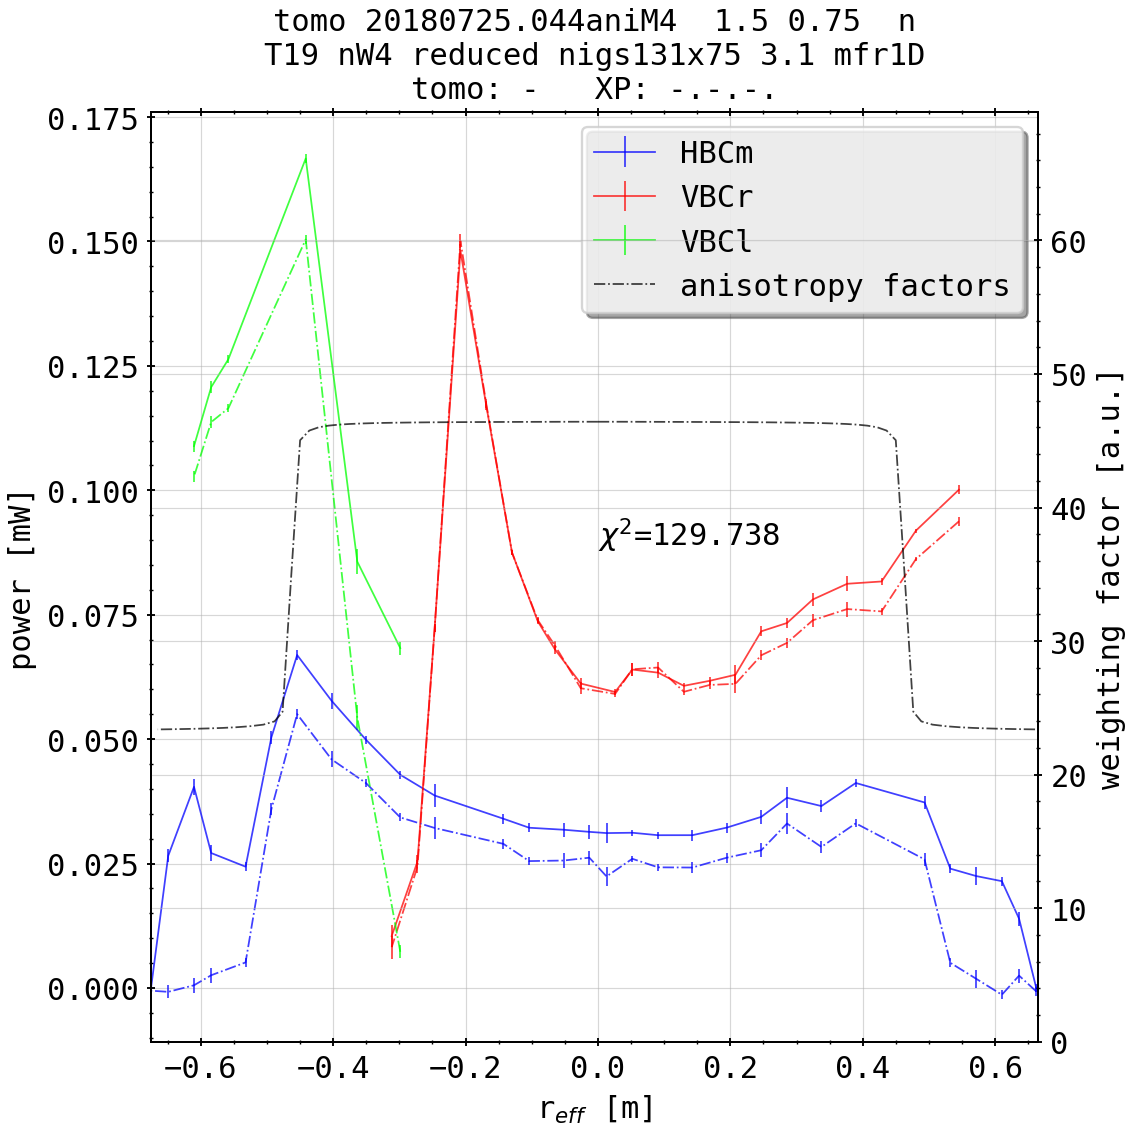 tomo 20180725.044aniM4  1.5 0.75  n
T19 nW4 reduced nigs131x75 3.1 mfr1D
tomo: -   XP: -.-.-.
HBCm
VBCr
VBCl
anisotropy factors
χ²=129.738
power [mW]
0.175
0.150
0.125
0.100
0.075
0.050
0.025
0.000
weighting factor [a.u.]
60
50
40
30
20
10
0
−0.6 −0.4 −0.2 0.0 0.2 0.4 0.6
r_eff [m]